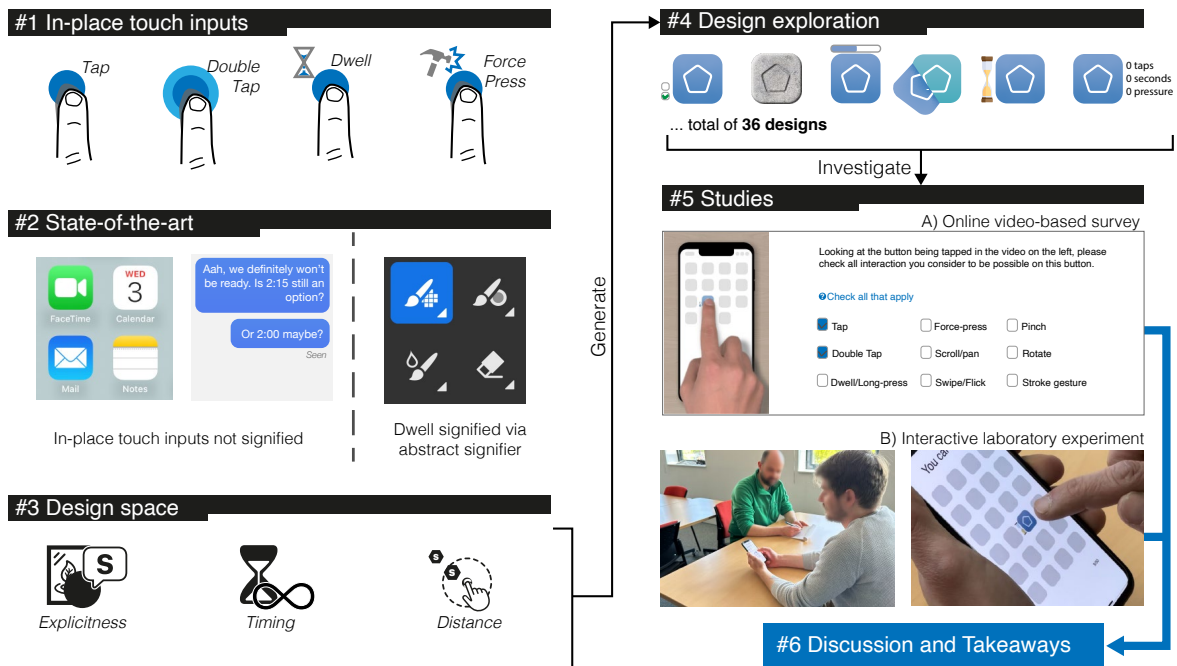 #1 In-place touch inputs
Tap
Double
Tap
Dwell
Force
Press
#2 State-of-the-art
FaceTime
WED
3
Calendar
Mail
Notes
Aah, we definitely won't
be ready. Is 2:15 still an
option?
Or 2:00 maybe?
Seen
In-place touch inputs not signified
Dwell signified via
abstract signifier
#3 Design space
S
Explicitness
Timing
S
S
Distance
Generate
#4 Design exploration
0 taps
0 seconds
0 pressure
... total of 36 designs
Investigate
#5 Studies
A) Online video-based survey
Looking at the button being tapped in the video on the left, please
check all interaction you consider to be possible on this button.
?Check all that apply
Tap
Force-press
Pinch
Double Tap
Scroll/pan
Rotate
Dwell/Long-press
Swipe/Flick
Stroke gesture
B) Interactive laboratory experiment
You ca
#6 Discussion and Takeaways